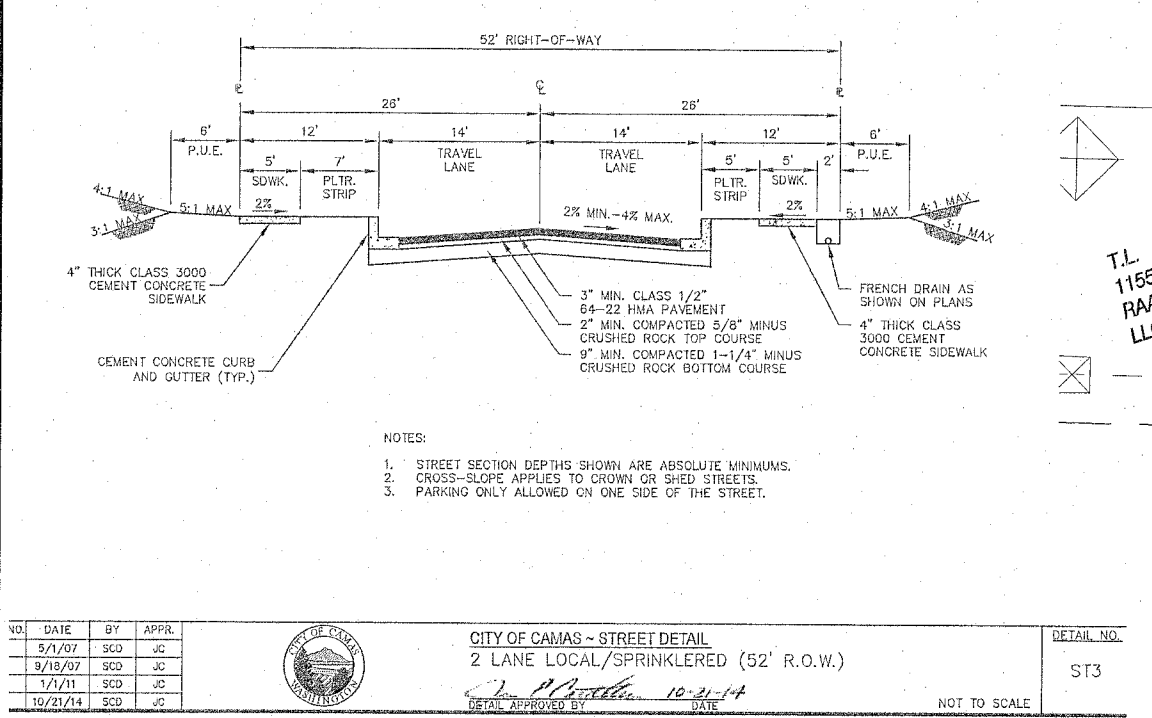 52' RIGHT-OF-WAY
26' 26'
6' 12' 14' 14' 12' 6'
P.U.E. TRAVEL LANE TRAVEL LANE P.U.E.
5' 7' 5' 5' 2'
SDWK. PLTR. STRIP PLTR. STRIP SDWK.
4:1 MAX 5:1 MAX 2% 2% MIN.-4% MAX. 2% 5:1 MAX 4:1 MAX
3:1 MAX 3:1 MAX
4" THICK CLASS 3000
CEMENT CONCRETE
SIDEWALK
CEMENT CONCRETE CURB
AND GUTTER (TYP.)
3" MIN. CLASS 1/2"
64-22 HMA PAVEMENT
2" MIN. COMPACTED 5/8" MINUS
CRUSHED ROCK TOP COURSE
9" MIN. COMPACTED 1-1/4" MINUS
CRUSHED ROCK BOTTOM COURSE
FRENCH DRAIN AS
SHOWN ON PLANS
4" THICK CLASS
3000 CEMENT
CONCRETE SIDEWALK
T.L.
1155
RAA
LLC
NOTES:
1. STREET SECTION DEPTHS SHOWN ARE ABSOLUTE MINIMUMS.
2. CROSS-SLOPE APPLIES TO CROWN OR SHED STREETS.
3. PARKING ONLY ALLOWED ON ONE SIDE OF THE STREET.
NO. DATE BY APPR.
5/1/07 SCD JC
9/18/07 SCD JC
1/1/11 SCD JC
10/21/14 SCD JC
CITY OF CAMAS
WASHINGTON
CITY OF CAMAS ~ STREET DETAIL
2 LANE LOCAL/SPRINKLERED (52' R.O.W.)
10-21-14
DETAIL APPROVED BY DATE
NOT TO SCALE
DETAIL NO.
ST3